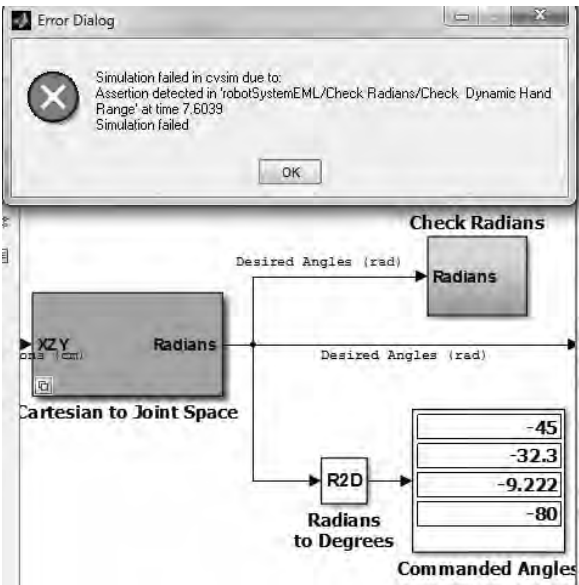 Error Dialog
Simulation failed in cvsim due to:
Assertion detected in 'robotSystemEML/Check Radians/Check Dynamic Hand
Range' at time 7.6039
Simulation failed
OK
Check Radians
Desired Angles (rad)
Radians
XZY
Radians
Desired Angles (rad)
(cm)
Cartesian to Joint Space
-45
-32.3
-9.222
-80
R2D
Radians
to Degrees
Commanded Angles